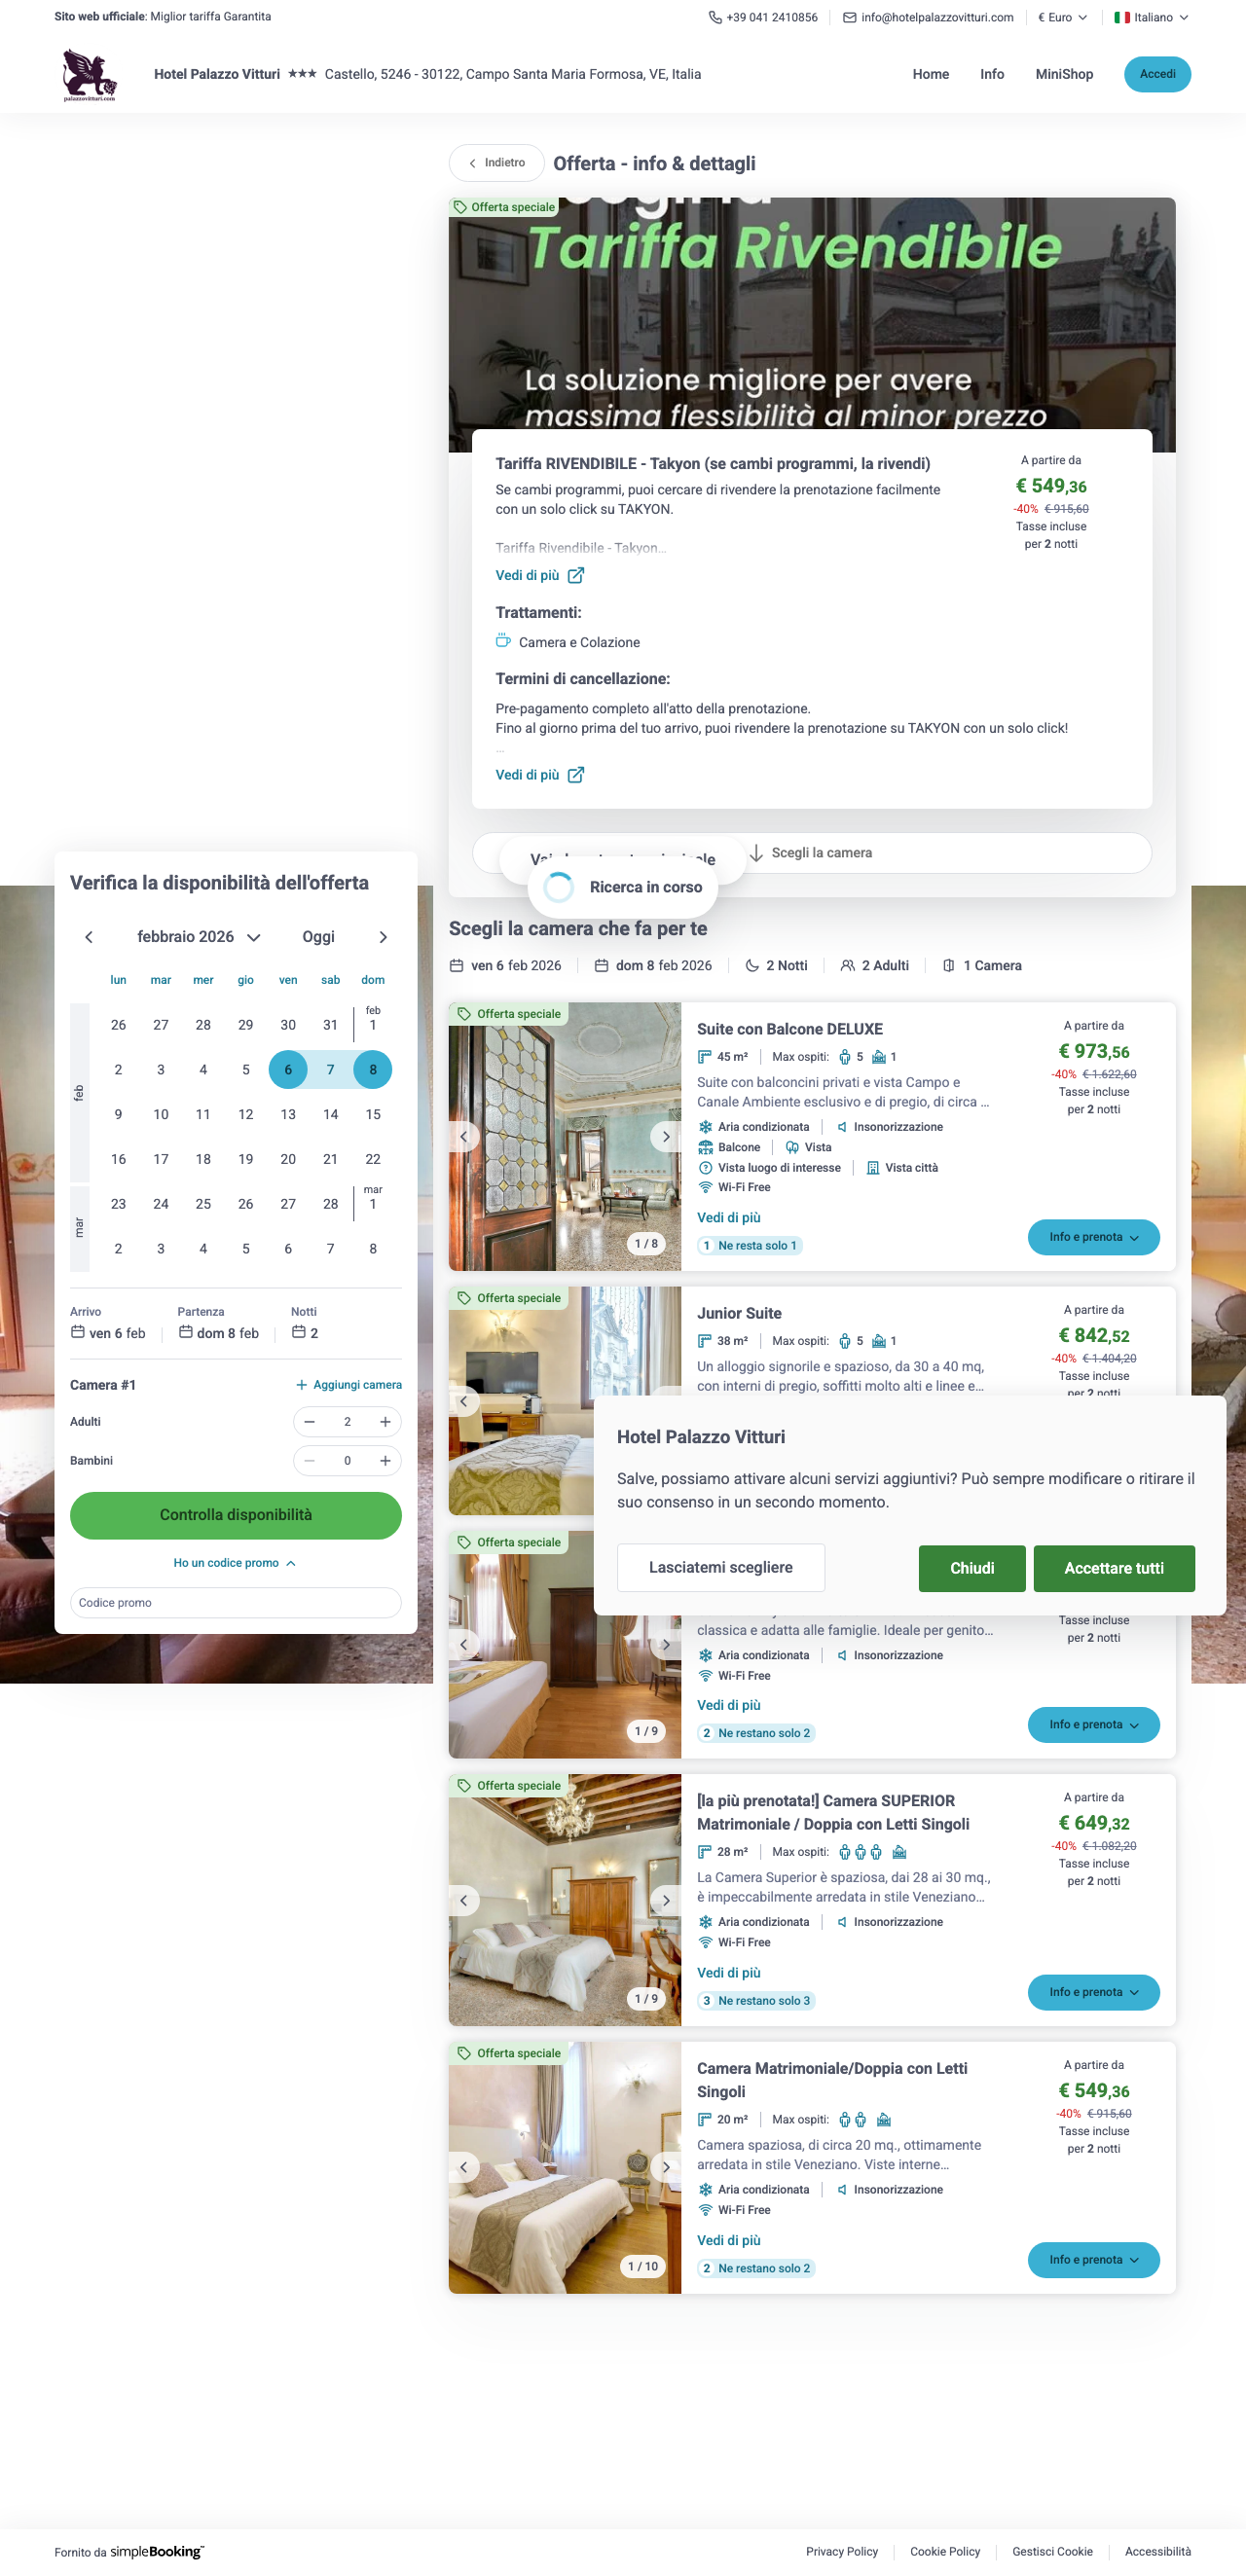 Sito web ufficiale: Miglior tariffa Garantita
+39 041 2410856
info@hotelpalazzovitturi.com
€ Euro
Italiano
palazzovitturi.com
Hotel Palazzo Vitturi ★★★ Castello, 5246 - 30122, Campo Santa Maria Formosa, VE, Italia
Home
Info
MiniShop
Accedi
Indietro
Offerta - info & dettagli
Offerta speciale
Tariffa Rivendibile
La soluzione migliore per avere
massima flessibilità al minor prezzo
Tariffa RIVENDIBILE - Takyon (se cambi programmi, la rivendi)
Se cambi programmi, puoi cercare di rivendere la prenotazione facilmente
con un solo click su TAKYON.
Tariffa Rivendibile - Takyon...
Vedi di più
A partire da
€ 549,36
-40% € 915,60
Tasse incluse
per 2 notti
Trattamenti:
Camera e Colazione
Termini di cancellazione:
Pre-pagamento completo all'atto della prenotazione.
Fino al giorno prima del tuo arrivo, puoi rivendere la prenotazione su TAKYON con un solo click!
...
Vedi di più
Scegli la camera
Ricerca in corso
Verifica la disponibilità dell'offerta
febbraio 2026
Oggi
lun mar mer gio ven sab dom
feb
26 27 28 29 30 31 feb 1
2 3 4 5 6 7 8
9 10 11 12 13 14 15
16 17 18 19 20 21 22
mar
23 24 25 26 27 28 mar 1
2 3 4 5 6 7 8
Arrivo
ven 6 feb
Partenza
dom 8 feb
Notti
2
Camera #1
Aggiungi camera
Adulti
2
Bambini
0
Controlla disponibilità
Ho un codice promo
Codice promo
Scegli la camera che fa per te
ven 6 feb 2026
dom 8 feb 2026
2 Notti
2 Adulti
1 Camera
Offerta speciale
1 / 8
Suite con Balcone DELUXE
45 m² Max ospiti: 5 1
Suite con balconcini privati e vista Campo e
Canale Ambiente esclusivo e di pregio, di circa ...
Aria condizionata Insonorizzazione
Balcone Vista
Vista luogo di interesse Vista città
Wi-Fi Free
Vedi di più
1 Ne resta solo 1
A partire da
€ 973,56
-40% € 1.622,60
Tasse incluse
per 2 notti
Info e prenota
Offerta speciale
Junior Suite
38 m² Max ospiti: 5 1
Un alloggio signorile e spazioso, da 30 a 40 mq,
con interni di pregio, soffitti molto alti e linee e...
A partire da
€ 842,52
-40% € 1.404,20
Tasse incluse
per 2 notti
Hotel Palazzo Vitturi
Salve, possiamo attivare alcuni servizi aggiuntivi? Può sempre modificare o ritirare il
suo consenso in un secondo momento.
Lasciatemi scegliere
Chiudi
Accettare tutti
Offerta speciale
1 / 9
classica e adatta alle famiglie. Ideale per genito...
Aria condizionata Insonorizzazione
Wi-Fi Free
Vedi di più
2 Ne restano solo 2
Tasse incluse
per 2 notti
Info e prenota
Offerta speciale
1 / 9
[la più prenotata!] Camera SUPERIOR
Matrimoniale / Doppia con Letti Singoli
28 m² Max ospiti:
La Camera Superior è spaziosa, dai 28 ai 30 mq.,
è impeccabilmente arredata in stile Veneziano...
Aria condizionata Insonorizzazione
Wi-Fi Free
Vedi di più
3 Ne restano solo 3
A partire da
€ 649,32
-40% € 1.082,20
Tasse incluse
per 2 notti
Info e prenota
Offerta speciale
1 / 10
Camera Matrimoniale/Doppia con Letti
Singoli
20 m² Max ospiti:
Camera spaziosa, di circa 20 mq., ottimamente
arredata in stile Veneziano. Viste interne...
Aria condizionata Insonorizzazione
Wi-Fi Free
Vedi di più
2 Ne restano solo 2
A partire da
€ 549,36
-40% € 915,60
Tasse incluse
per 2 notti
Info e prenota
Fornito da simpleBooking™
Privacy Policy
Cookie Policy
Gestisci Cookie
Accessibilità